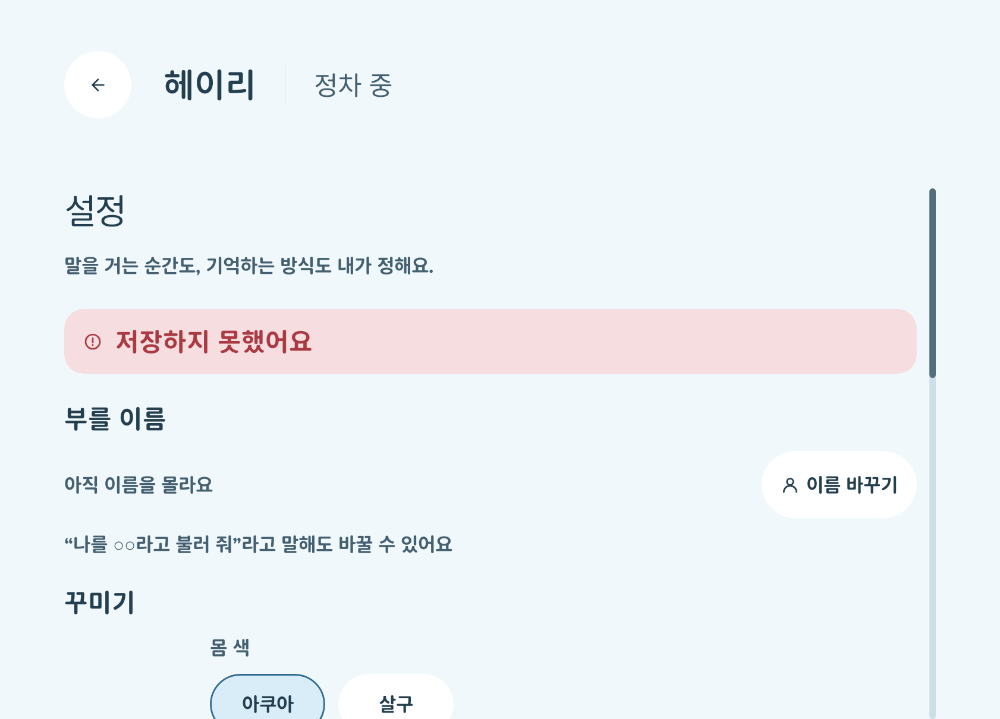 헤이리
정차 중
설정
말을 거는 순간도, 기억하는 방식도 내가 정해요.
저장하지 못했어요
부를 이름
아직 이름을 몰라요
이름 바꾸기
“나를 ○○라고 불러 줘”라고 말해도 바꿀 수 있어요
꾸미기
몸 색
아쿠아
살구